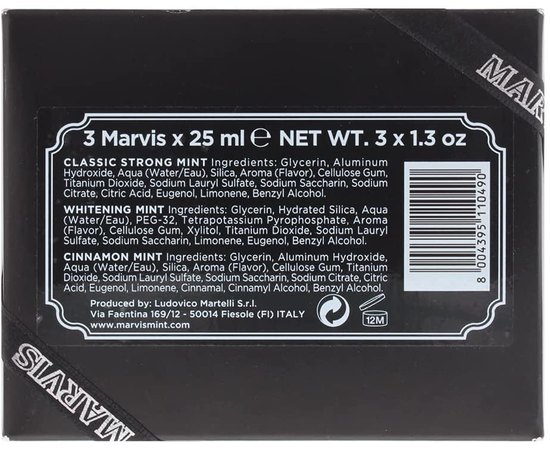 MARVIS
3 Marvis x 25 ml ℮ NET WT. 3 x 1.3 oz
CLASSIC STRONG MINT Ingredients: Glycerin, Aluminum
Hydroxide, Aqua (Water/Eau), Silica, Aroma (Flavor), Cellulose Gum,
Titanium Dioxide, Sodium Lauryl Sulfate, Sodium Saccharin, Sodium
Citrate, Citric Acid, Eugenol, Limonene, Benzyl Alcohol.
WHITENING MINT Ingredients: Glycerin, Hydrated Silica, Aqua
(Water/Eau), PEG-32, Tetrapotassium Pyrophosphate, Aroma
(Flavor), Cellulose Gum, Xylitol, Titanium Dioxide, Sodium Lauryl
Sulfate, Sodium Saccharin, Limonene, Eugenol, Benzyl Alcohol.
CINNAMON MINT Ingredients: Glycerin, Aluminum Hydroxide,
Aqua (Water/Eau), Silica, Aroma (Flavor), Cellulose Gum, Titanium
Dioxide, Sodium Lauryl Sulfate, Sodium Saccharin, Sodium Citrate, Citric
Acid, Eugenol, Limonene, Cinnamal, Cinnamyl Alcohol, Benzyl Alcohol.
Produced by: Ludovico Martelli S.r.l.
Via Faentina 169/12 - 50014 Fiesole (FI) ITALY
www.marvismint.com
12M
8 004395 110490
MARVIS